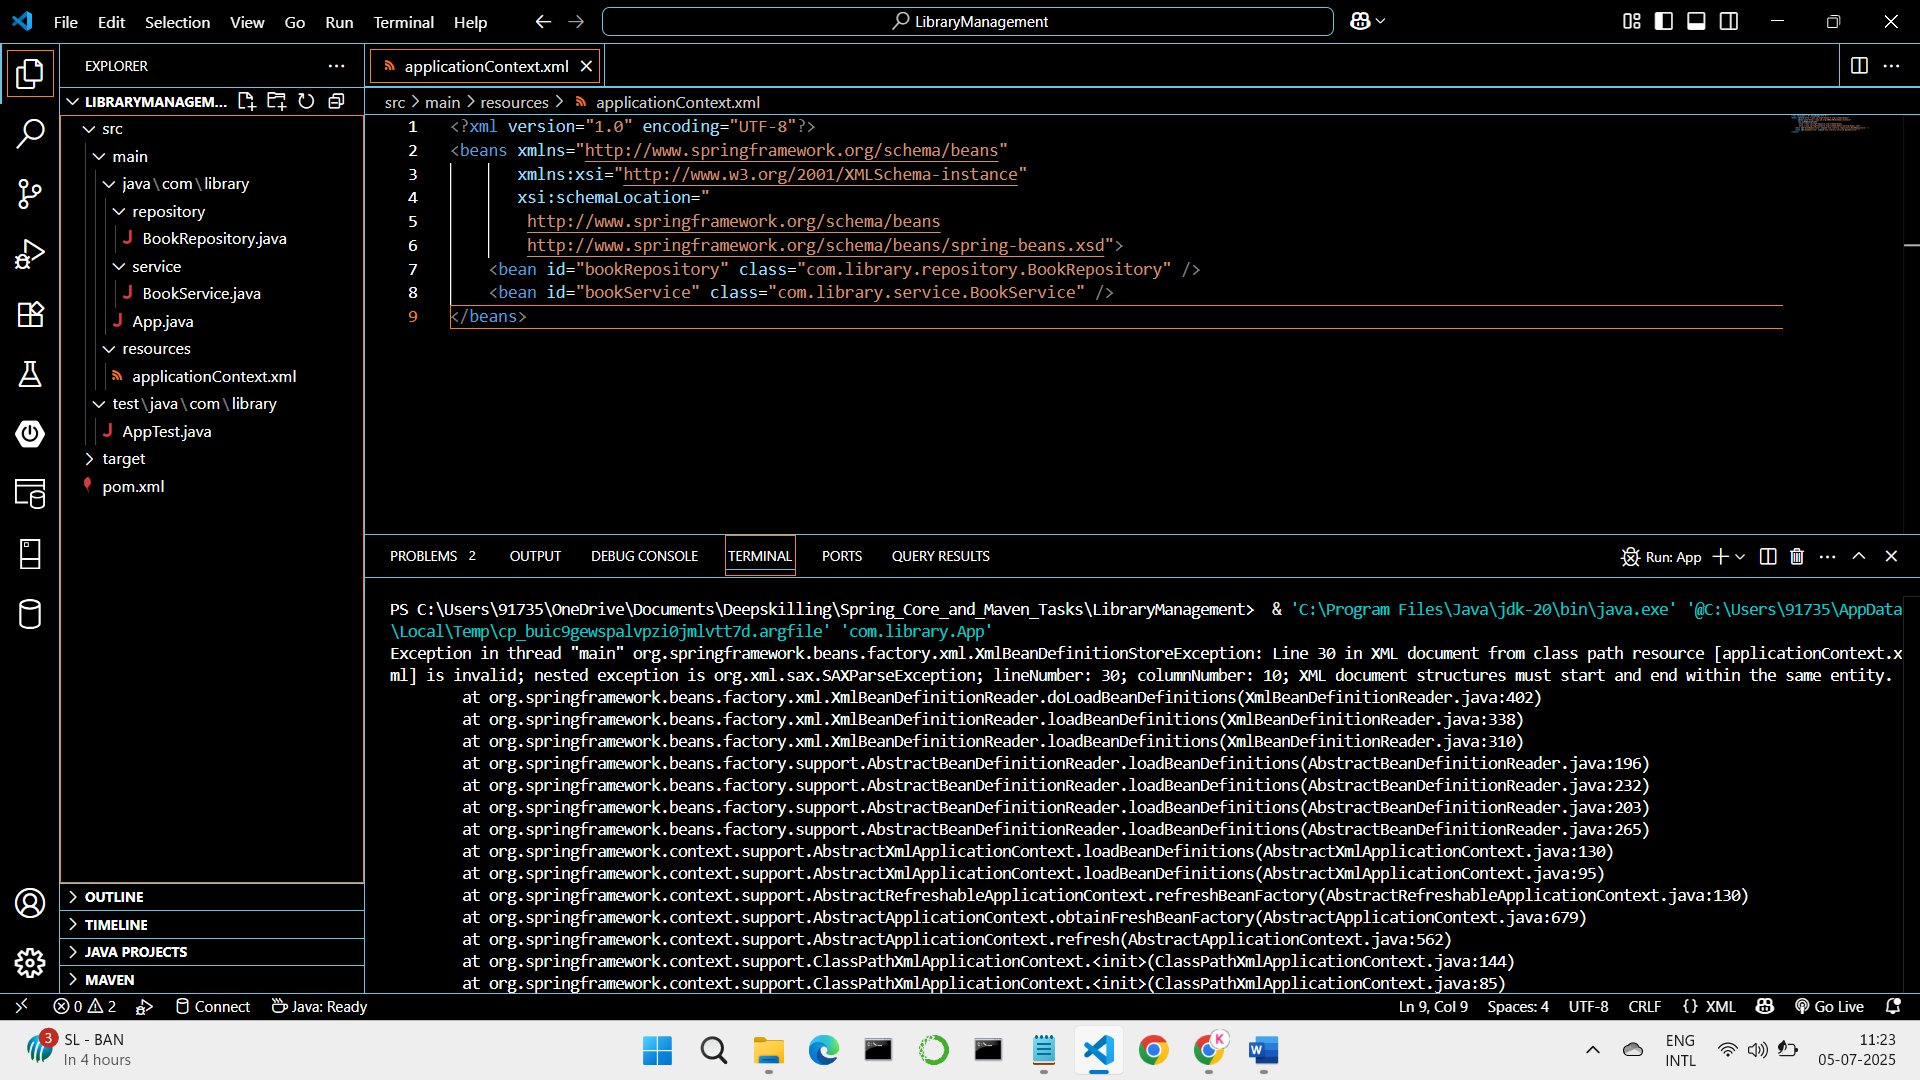 File Edit Selection View Go Run Terminal Help
LibraryManagement
EXPLORER
LIBRARYMANAGEM...
src
main
java\com\library
repository
BookRepository.java
service
BookService.java
App.java
resources
applicationContext.xml
test\java\com\library
AppTest.java
target
pom.xml
OUTLINE
TIMELINE
JAVA PROJECTS
MAVEN
applicationContext.xml
src > main > resources > applicationContext.xml
1 <?xml version="1.0" encoding="UTF-8"?>
2 <beans xmlns="http://www.springframework.org/schema/beans"
3 xmlns:xsi="http://www.w3.org/2001/XMLSchema-instance"
4 xsi:schemaLocation="
5 http://www.springframework.org/schema/beans
6 http://www.springframework.org/schema/beans/spring-beans.xsd">
7 <bean id="bookRepository" class="com.library.repository.BookRepository" />
8 <bean id="bookService" class="com.library.service.BookService" />
9 </beans>
PROBLEMS 2 OUTPUT DEBUG CONSOLE TERMINAL PORTS QUERY RESULTS
Run: App
PS C:\Users\91735\OneDrive\Documents\Deepskilling\Spring_Core_and_Maven_Tasks\LibraryManagement> & 'C:\Program Files\Java\jdk-20\bin\java.exe' '@C:\Users\91735\AppData
\Local\Temp\cp_buic9gewspalvpzi0jmlvtt7d.argfile' 'com.library.App'
Exception in thread "main" org.springframework.beans.factory.xml.XmlBeanDefinitionStoreException: Line 30 in XML document from class path resource [applicationContext.x
ml] is invalid; nested exception is org.xml.sax.SAXParseException; lineNumber: 30; columnNumber: 10; XML document structures must start and end within the same entity.
at org.springframework.beans.factory.xml.XmlBeanDefinitionReader.doLoadBeanDefinitions(XmlBeanDefinitionReader.java:402)
at org.springframework.beans.factory.xml.XmlBeanDefinitionReader.loadBeanDefinitions(XmlBeanDefinitionReader.java:338)
at org.springframework.beans.factory.xml.XmlBeanDefinitionReader.loadBeanDefinitions(XmlBeanDefinitionReader.java:310)
at org.springframework.beans.factory.support.AbstractBeanDefinitionReader.loadBeanDefinitions(AbstractBeanDefinitionReader.java:196)
at org.springframework.beans.factory.support.AbstractBeanDefinitionReader.loadBeanDefinitions(AbstractBeanDefinitionReader.java:232)
at org.springframework.beans.factory.support.AbstractBeanDefinitionReader.loadBeanDefinitions(AbstractBeanDefinitionReader.java:203)
at org.springframework.beans.factory.support.AbstractBeanDefinitionReader.loadBeanDefinitions(AbstractBeanDefinitionReader.java:265)
at org.springframework.context.support.AbstractXmlApplicationContext.loadBeanDefinitions(AbstractXmlApplicationContext.java:130)
at org.springframework.context.support.AbstractXmlApplicationContext.loadBeanDefinitions(AbstractXmlApplicationContext.java:95)
at org.springframework.context.support.AbstractRefreshableApplicationContext.refreshBeanFactory(AbstractRefreshableApplicationContext.java:130)
at org.springframework.context.support.AbstractApplicationContext.obtainFreshBeanFactory(AbstractApplicationContext.java:679)
at org.springframework.context.support.AbstractApplicationContext.refresh(AbstractApplicationContext.java:562)
at org.springframework.context.support.ClassPathXmlApplicationContext.<init>(ClassPathXmlApplicationContext.java:144)
at org.springframework.context.support.ClassPathXmlApplicationContext.<init>(ClassPathXmlApplicationContext.java:85)
0 2 Connect Java: Ready Ln 9, Col 9 Spaces: 4 UTF-8 CRLF {} XML Go Live
3 SL - BAN
In 4 hours
K
W
ENG
INTL
11:23
05-07-2025